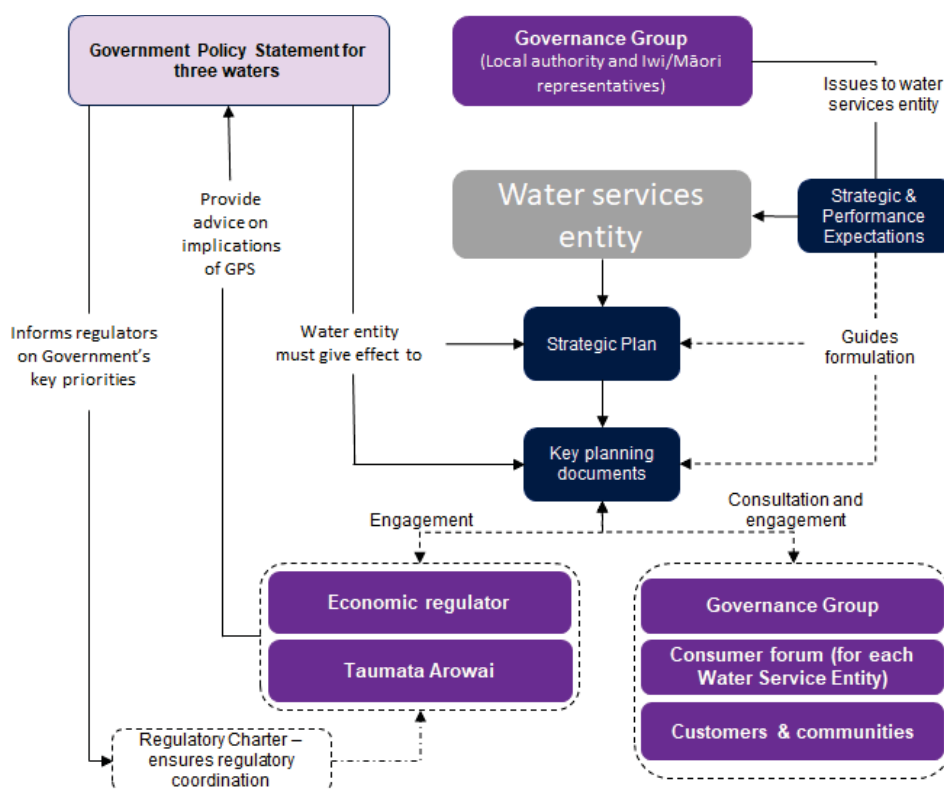 Government Policy Statement for
three waters
Governance Group
(Local authority and Iwi/Māori
representatives)
Issues to water
services entity
Provide
advice on
implications
of GPS
Water services
entity
Strategic &
Performance
Expectations
Informs regulators
on Government's
key priorities
Water entity
must give effect to
Strategic Plan
Guides
formulation
Key planning
documents
Engagement
Consultation and
engagement
Economic regulator
Taumata Arowai
Governance Group
Consumer forum (for each
Water Service Entity)
Customers & communities
Regulatory Charter –
ensures regulatory
coordination